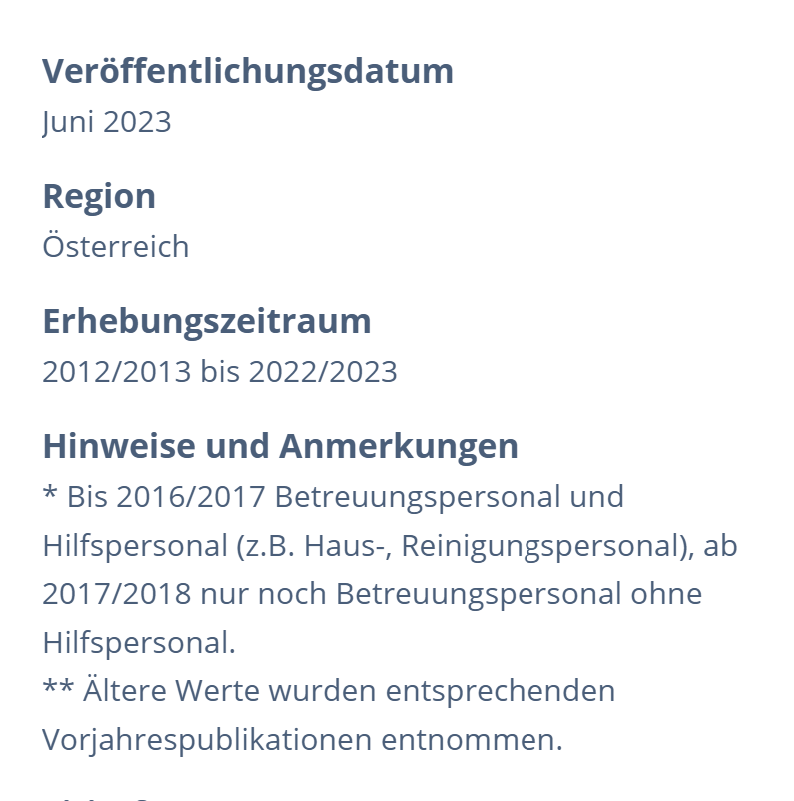 Veröffentlichungsdatum
Juni 2023
Region
Österreich
Erhebungszeitraum
2012/2013 bis 2022/2023
Hinweise und Anmerkungen
* Bis 2016/2017 Betreuungspersonal und
Hilfspersonal (z.B. Haus-, Reinigungspersonal), ab
2017/2018 nur noch Betreuungspersonal ohne
Hilfspersonal.
** Ältere Werte wurden entsprechenden
Vorjahrespublikationen entnommen.